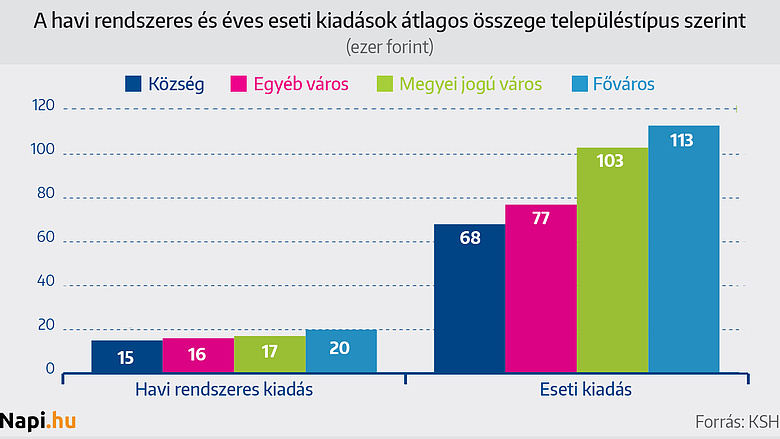 A havi rendszeres és éves eseti kiadások átlagos összege településtípus szerint
(ezer forint)
Község Egyéb város Megyei jogú város Főváros
120
100
80
60
40
20
0
15 16 17 20
68 77 103 113
Havi rendszeres kiadás Eseti kiadás
Napi.hu Forrás: KSH